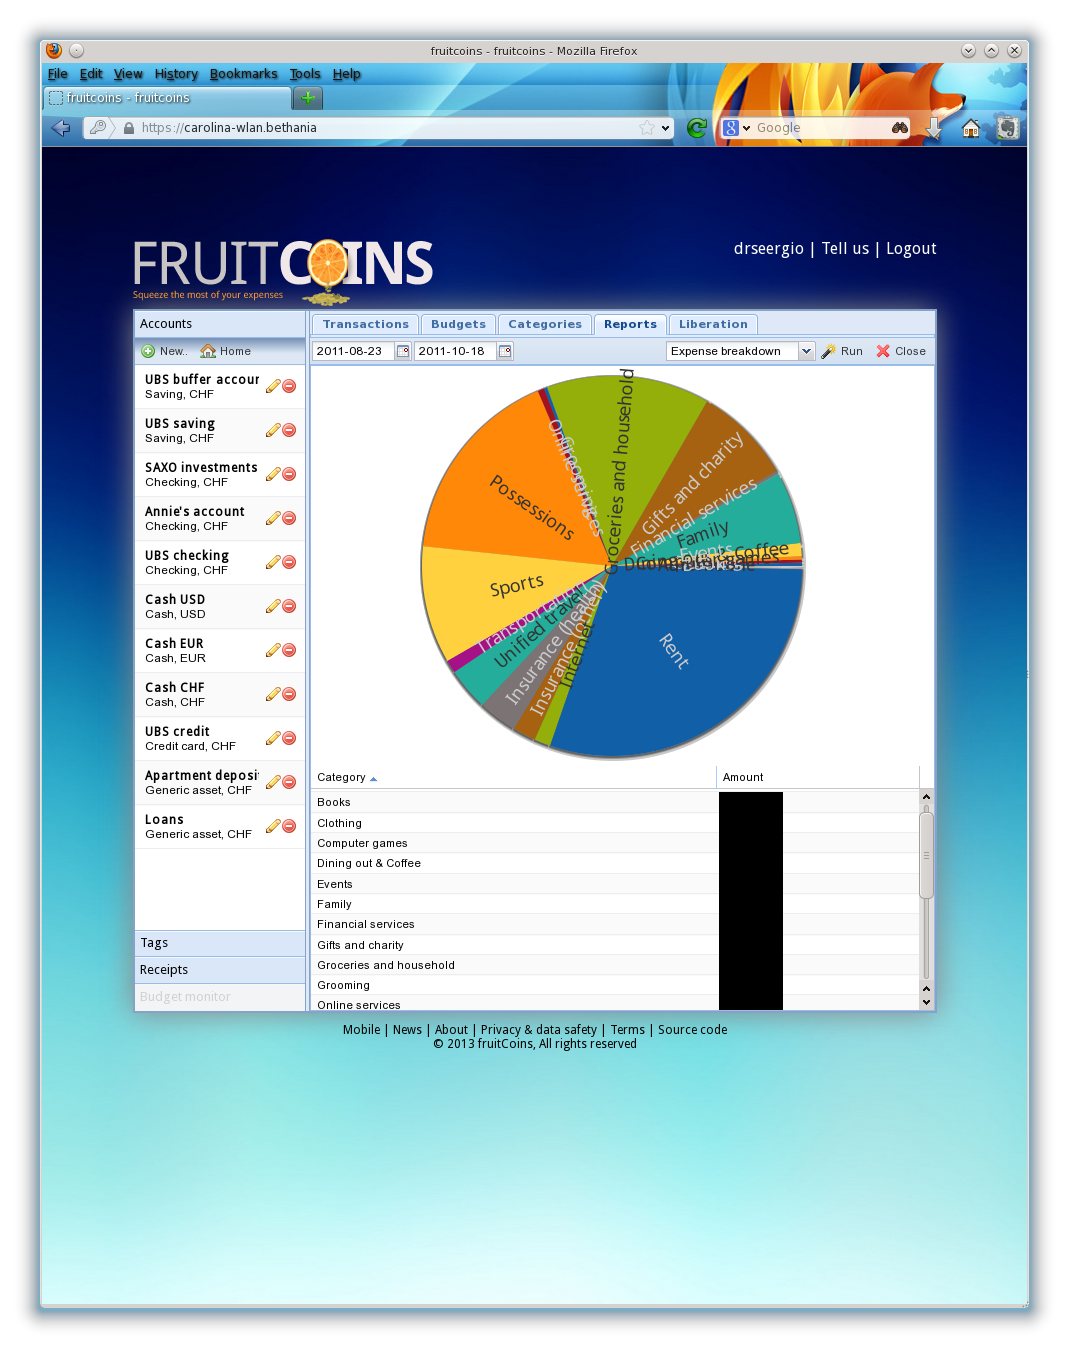 fruitcoins - fruitcoins - Mozilla Firefox
File Edit View History Bookmarks Tools Help
fruitcoins - fruitcoins
https://carolina-wlan.bethania
Google
FRUITCOINS
Squeeze the most of your expenses
drseergio | Tell us | Logout
Accounts
Transactions Budgets Categories Reports Liberation
New.. Home
2011-08-23 2011-10-18 Expense breakdown Run Close
UBS buffer accour
Saving, CHF
UBS saving
Saving, CHF
SAXO investments
Checking, CHF
Annie's account
Checking, CHF
UBS checking
Checking, CHF
Cash USD
Cash, USD
Cash EUR
Cash, EUR
Cash CHF
Cash, CHF
UBS credit
Credit card, CHF
Apartment deposi
Generic asset, CHF
Loans
Generic asset, CHF
Tags
Receipts
Budget monitor
Groceries and household
Gifts and charity
Financial services
Family
Events
Possessions
Sports
Transportation
Unified travel
Insurance (health)
Internet
Rent
Category Amount
Books
Clothing
Computer games
Dining out & Coffee
Events
Family
Financial services
Gifts and charity
Groceries and household
Grooming
Online services
Mobile | News | About | Privacy & data safety | Terms | Source code
© 2013 fruitCoins, All rights reserved